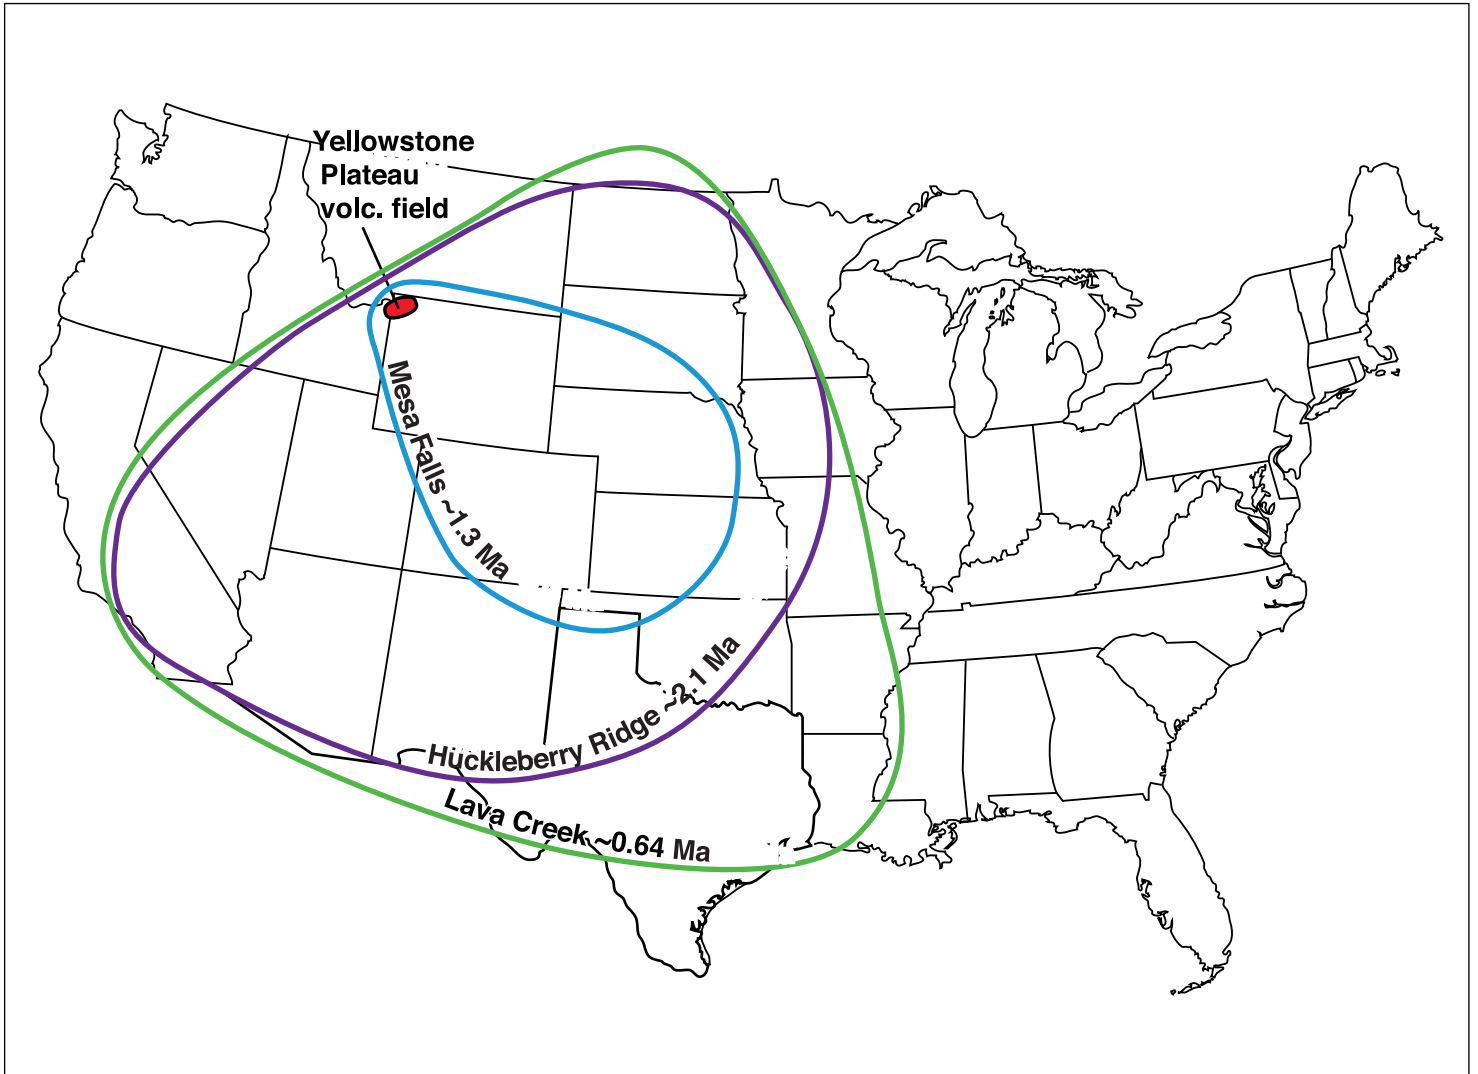 Yellowstone
Plateau
volc. field
Mesa Falls ~1.3 Ma
Huckleberry Ridge ~2.1 Ma
Lava Creek ~0.64 Ma